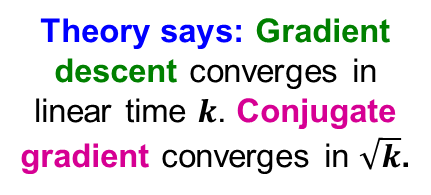 Theory says: Gradient
descent converges in
linear time k. Conjugate
gradient converges in √k.